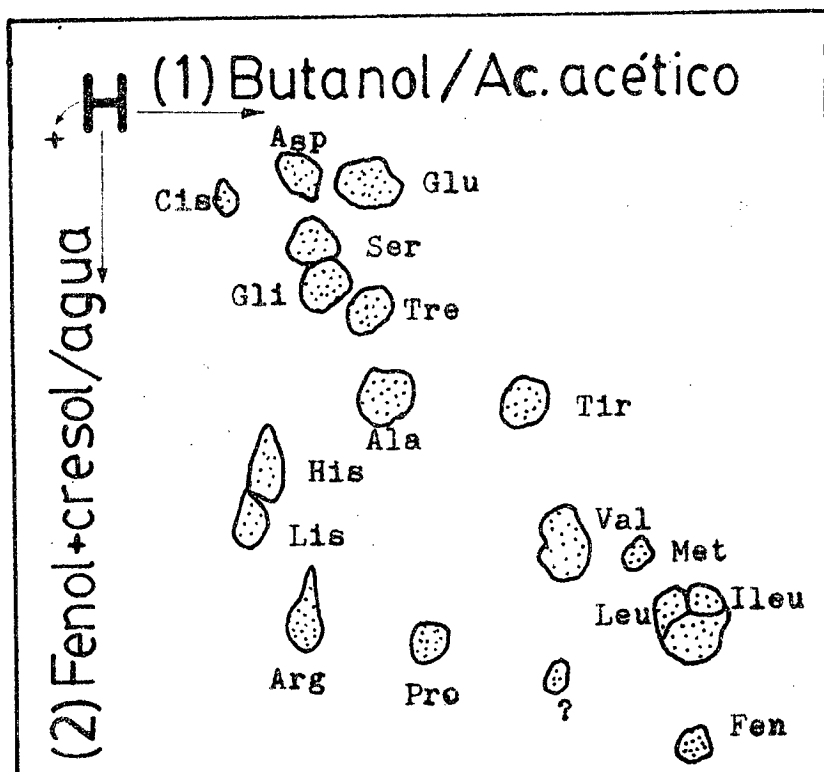 H (1) Butanol/Ac. acético
+
(2) Fenol+cresol/agua
Asp
Cis
Glu
Ser
Gli
Tre
Ala
Tir
His
Lis
Val
Met
Leu
Ileu
Arg
Pro
?
Fen